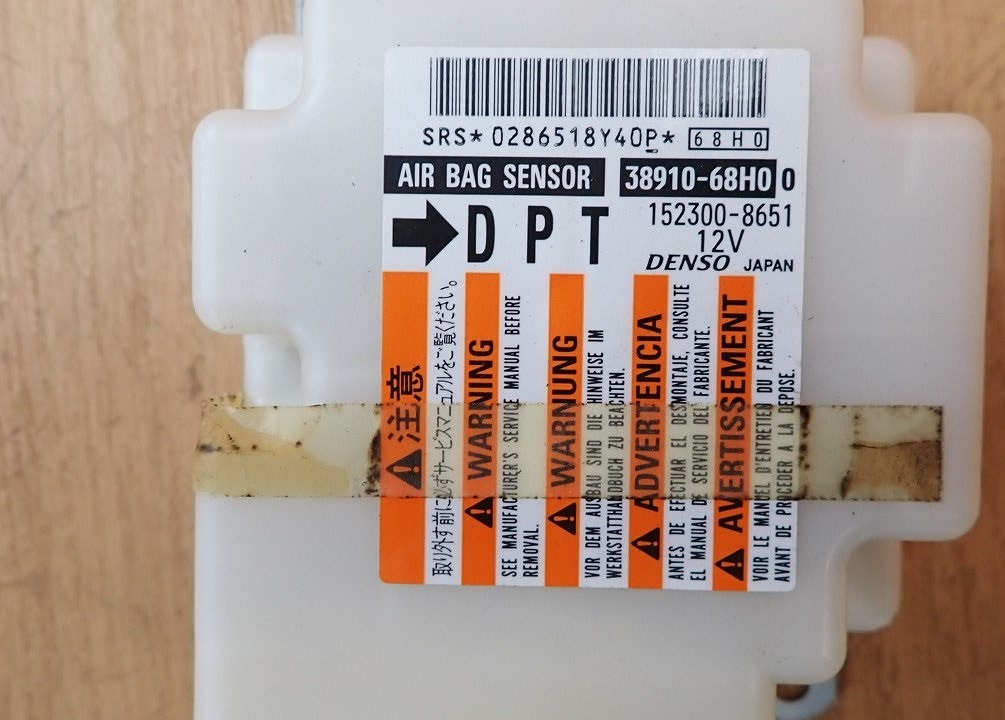 SRS*0286518Y40P* 68H0
AIR BAG SENSOR 38910-68H0 0
DPT 152300-8651
12V
DENSO JAPAN
注意
取り外す前に必ずサービスマニュアルをご覧ください。
WARNING
SEE MANUFACTURER'S SERVICE MANUAL BEFORE
REMOVAL.
WARNUNG
VOR DEM AUSBAU SIND DIE HINWEISE IM
WERKSTATTHANDBUCH ZU BEACHTEN.
ADVERTENCIA
ANTES DE EFECTUAR EL DESMONTAJE, CONSULTE
EL MANUAL DE SERVICIO DEL FABRICANTE.
AVERTISSEMENT
VOIR LE MANUEL D'ENTRETIEN DU FABRICANT
AVANT DE PROCEDER A LA DEPOSE.